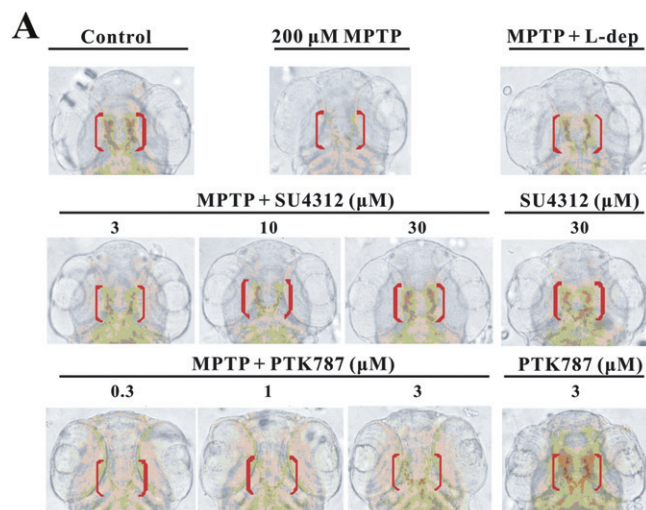 A
Control 200 μM MPTP MPTP + L-dep
MPTP + SU4312 (μM) SU4312 (μM)
3 10 30 30
MPTP + PTK787 (μM) PTK787 (μM)
0.3 1 3 3